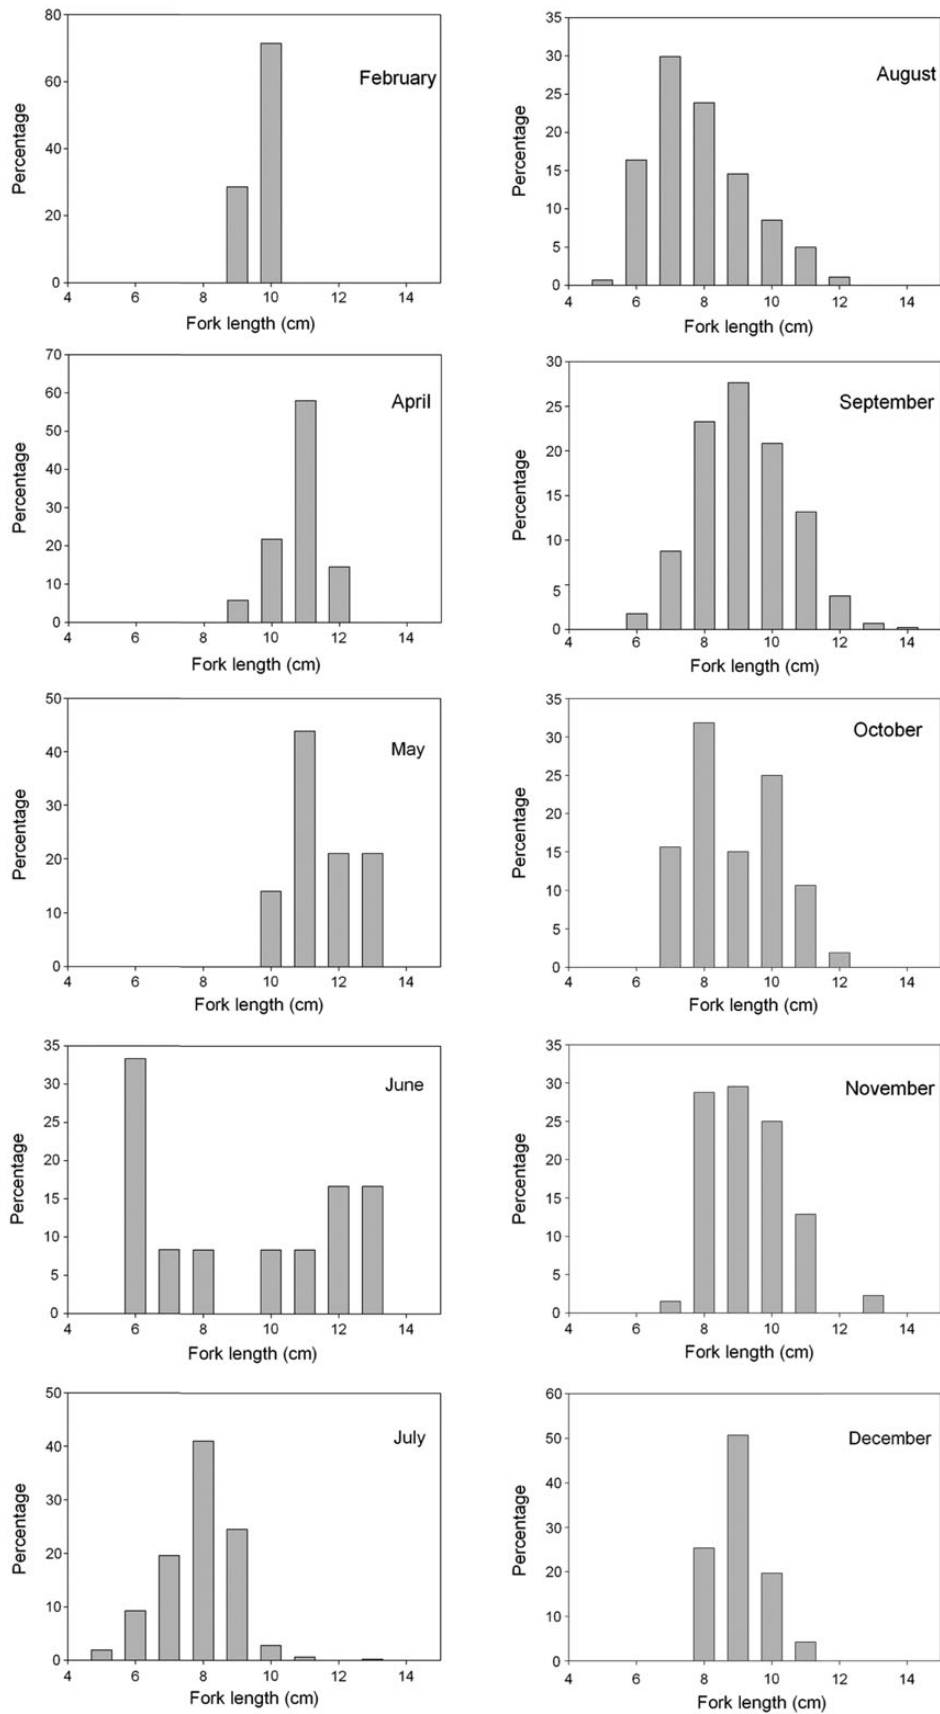 80
60
40
20
0
Percentage
February
4 6 8 10 12 14
Fork length (cm)
70
60
50
40
30
20
10
0
Percentage
April
4 6 8 10 12 14
Fork length (cm)
50
40
30
20
10
0
Percentage
May
4 6 8 10 12 14
Fork length (cm)
35
30
25
20
15
10
5
0
Percentage
June
4 6 8 10 12 14
Fork length (cm)
50
40
30
20
10
0
Percentage
July
4 6 8 10 12 14
Fork length (cm)
35
30
25
20
15
10
5
0
Percentage
August
4 6 8 10 12 14
Fork length (cm)
30
25
20
15
10
5
0
Percentage
September
4 6 8 10 12 14
Fork length (cm)
35
30
25
20
15
10
5
0
Percentage
October
4 6 8 10 12 14
Fork length (cm)
35
30
25
20
15
10
5
0
Percentage
November
4 6 8 10 12 14
Fork length (cm)
60
50
40
30
20
10
0
Percentage
December
4 6 8 10 12 14
Fork length (cm)